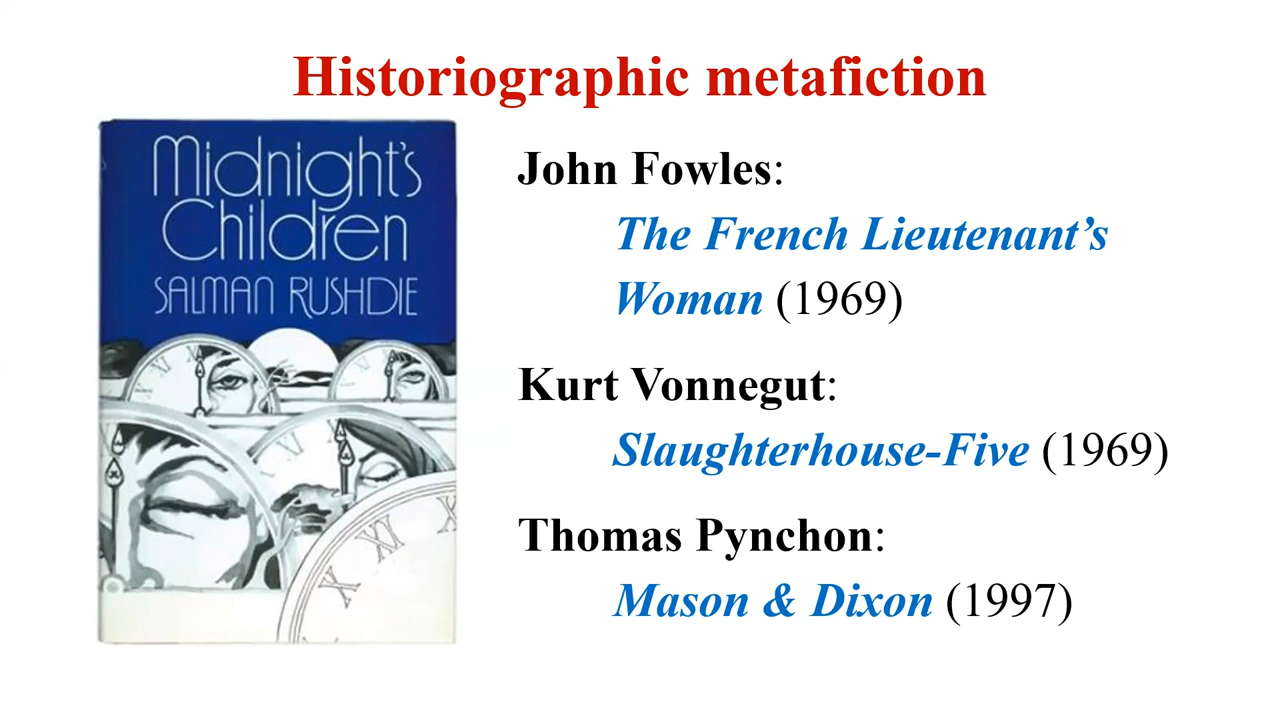 Historiographic metafiction
Midnight's
Children
SALMAN RUSHDIE
John Fowles:
The French Lieutenant’s
Woman (1969)
Kurt Vonnegut:
Slaughterhouse-Five (1969)
Thomas Pynchon:
Mason & Dixon (1997)